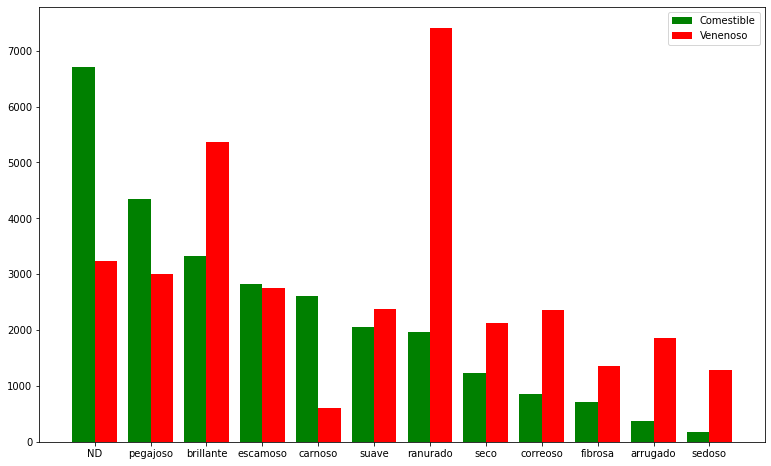 Comestible
Venenoso
7000
6000
5000
4000
3000
2000
1000
0
ND pegajoso brillante escamoso carnoso suave ranurado seco correoso fibrosa arrugado sedoso